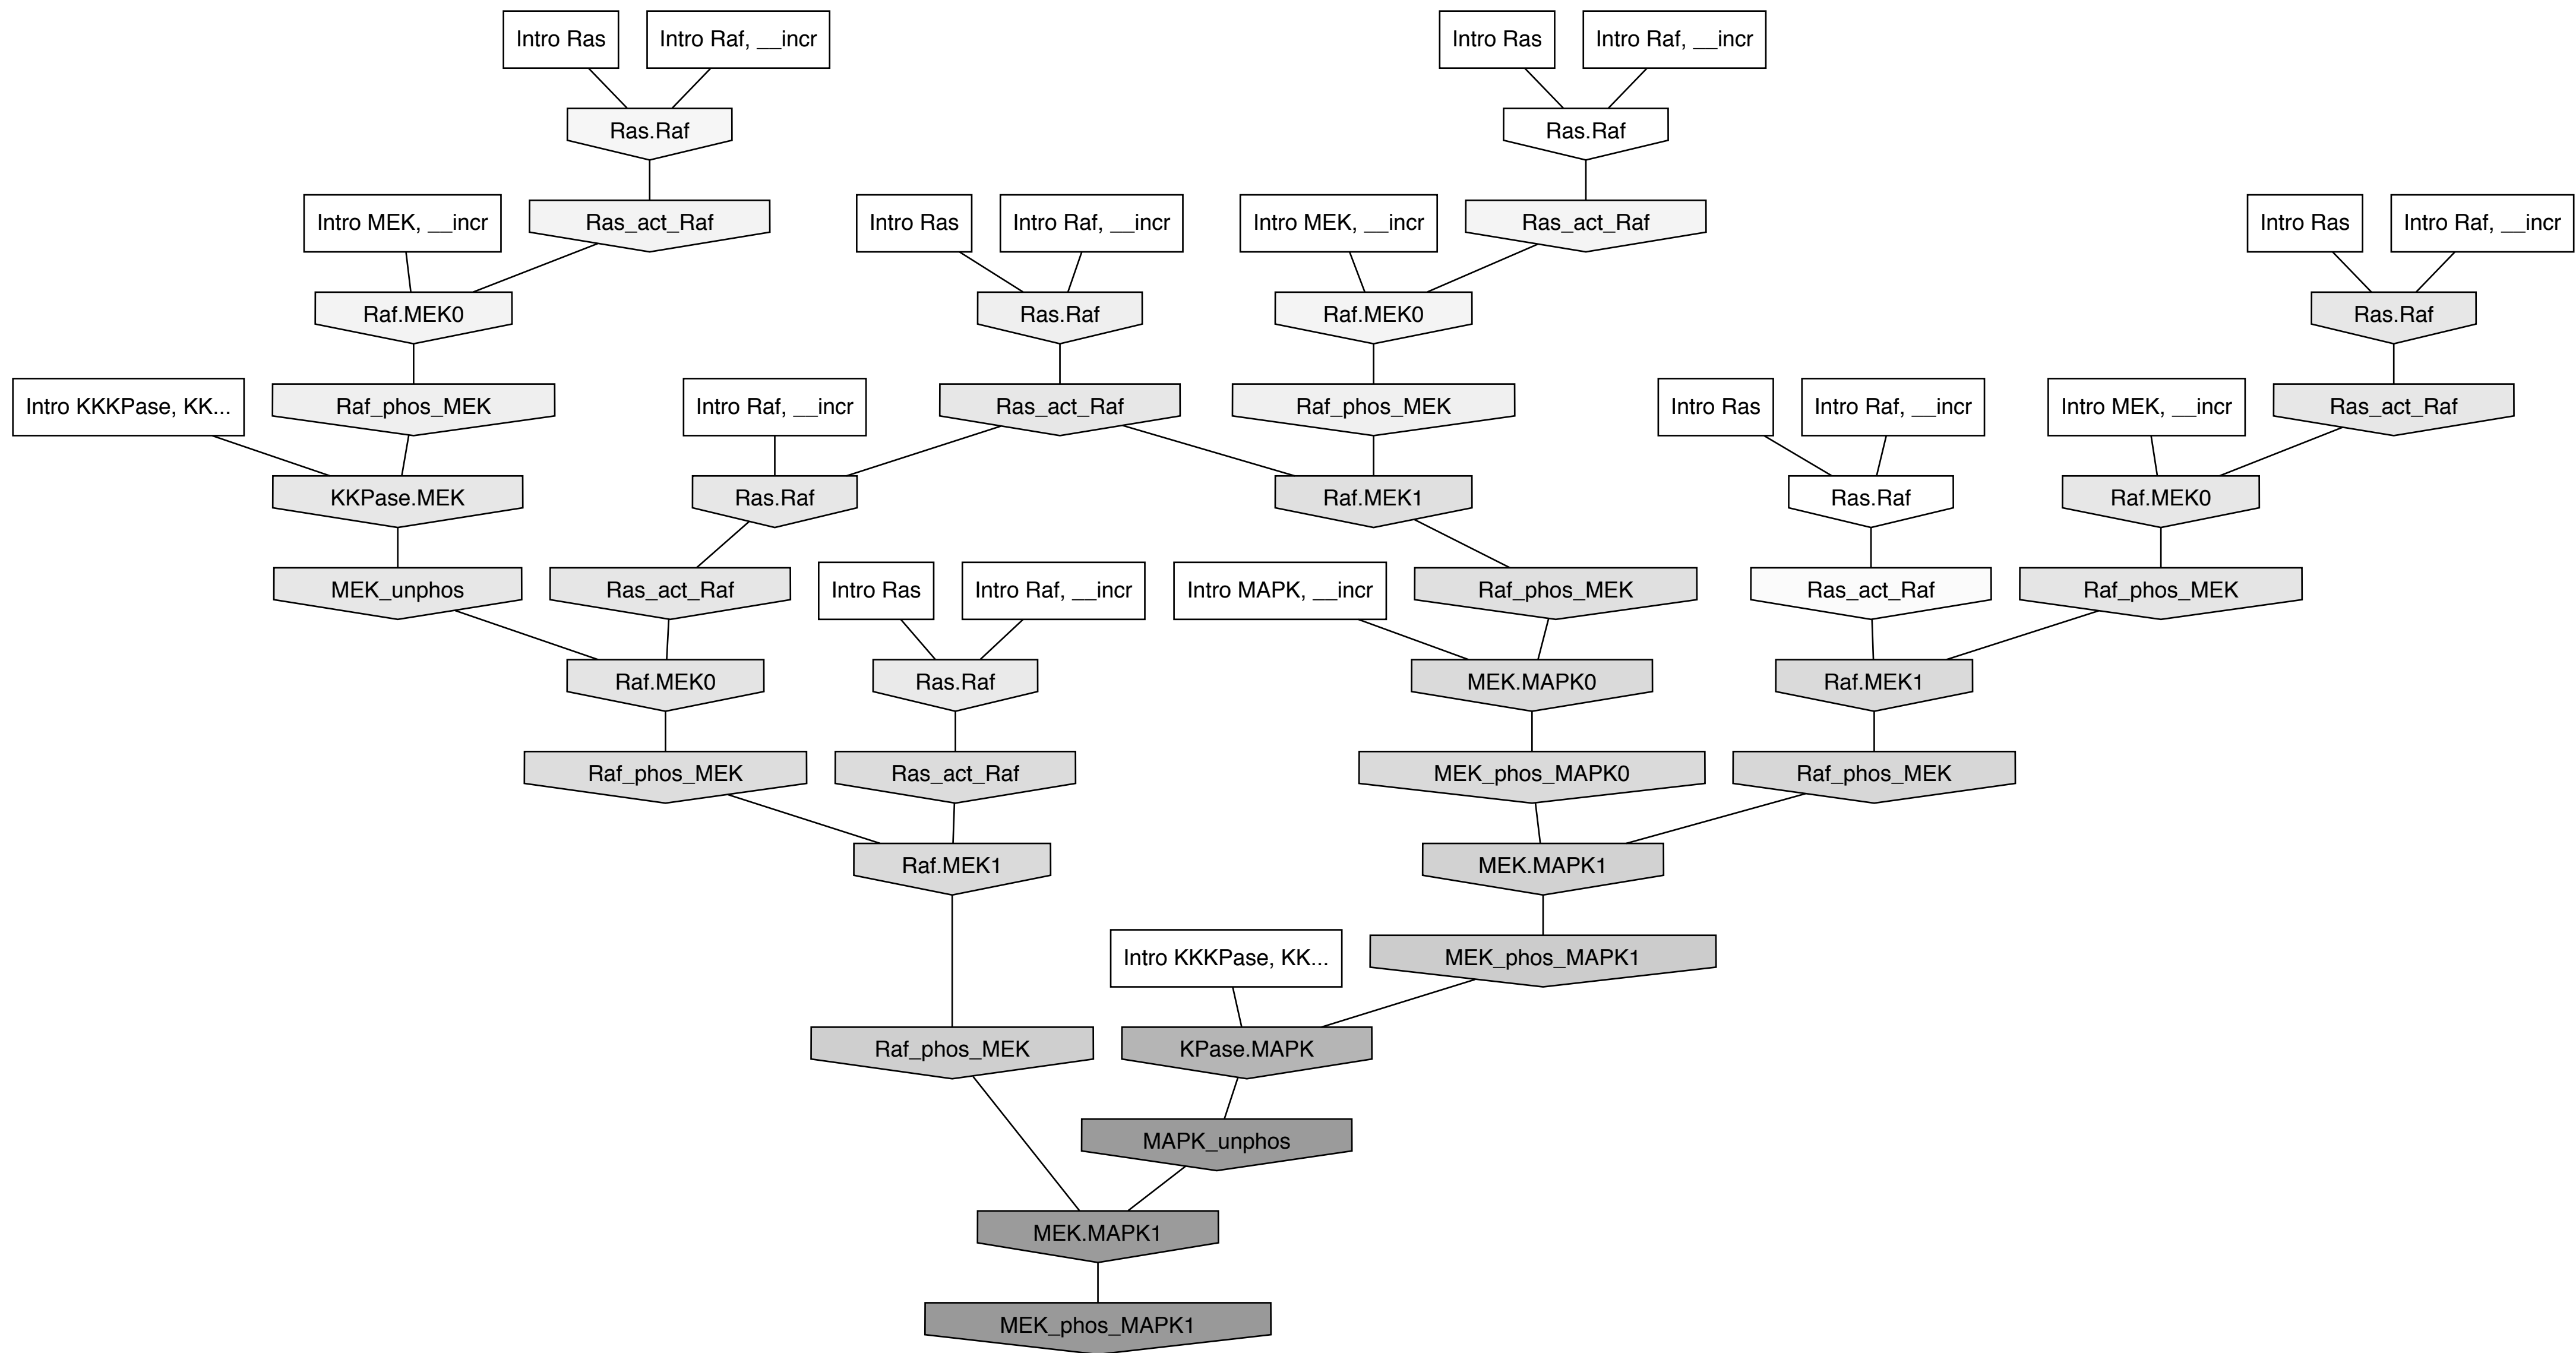 Intro Ras
Intro Raf, __incr
Intro Ras
Intro Raf, __incr
Ras.Raf
Ras.Raf
Intro MEK, __incr
Ras_act_Raf
Intro Ras
Intro Raf, __incr
Intro MEK, __incr
Ras_act_Raf
Intro Ras
Intro Raf, __incr
Raf.MEK0
Ras.Raf
Raf.MEK0
Ras.Raf
Intro KKKPase, KK...
Raf_phos_MEK
Intro Raf, __incr
Ras_act_Raf
Raf_phos_MEK
Intro Ras
Intro Raf, __incr
Intro MEK, __incr
Ras_act_Raf
KKPase.MEK
Ras.Raf
Raf.MEK1
Ras.Raf
Raf.MEK0
MEK_unphos
Ras_act_Raf
Intro Ras
Intro Raf, __incr
Intro MAPK, __incr
Raf_phos_MEK
Ras_act_Raf
Raf_phos_MEK
Raf.MEK0
Ras.Raf
MEK.MAPK0
Raf.MEK1
Raf_phos_MEK
Ras_act_Raf
MEK_phos_MAPK0
Raf_phos_MEK
Raf.MEK1
MEK.MAPK1
Intro KKKPase, KK...
MEK_phos_MAPK1
Raf_phos_MEK
KPase.MAPK
MAPK_unphos
MEK.MAPK1
MEK_phos_MAPK1